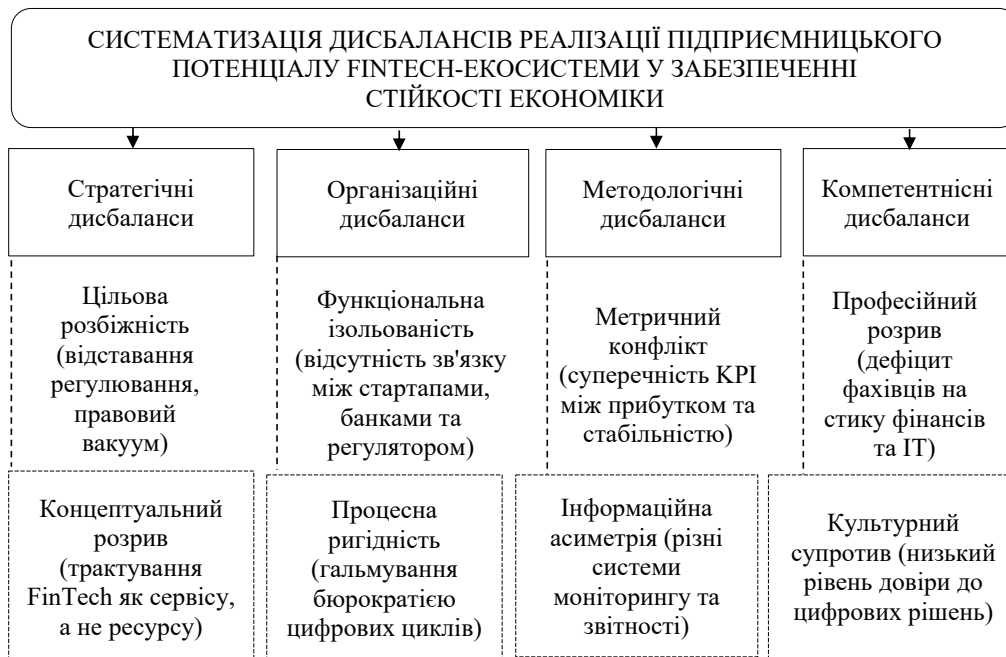 СИСТЕМАТИЗАЦІЯ ДИСБАЛАНСІВ РЕАЛІЗАЦІЇ ПІДПРИЄМНИЦЬКОГО
ПОТЕНЦІАЛУ FINTECH-ЕКОСИСТЕМИ У ЗАБЕЗПЕЧЕННІ
СТІЙКОСТІ ЕКОНОМІКИ
Стратегічні
дисбаланси
Організаційні
дисбаланси
Методологічні
дисбаланси
Компетентнісні
дисбаланси
Цільова
розбіжність
(відставання
регулювання,
правовий
вакуум)
Функціональна
ізольованість
(відсутність зв'язку
між стартапами,
банками та
регулятором)
Метричний
конфлікт
(суперечність KPI
між прибутком та
стабільністю)
Професійний
розрив
(дефіцит
фахівців на
стику фінансів
та IT)
Концептуальний
розрив
(трактування
FinTech як сервісу,
а не ресурсу)
Процесна
ригідність
(гальмування
бюрократією
цифрових циклів)
Інформаційна
асиметрія (різні
системи
моніторингу та
звітності)
Культурний
супротив (низький
рівень довіри до
цифрових рішень)